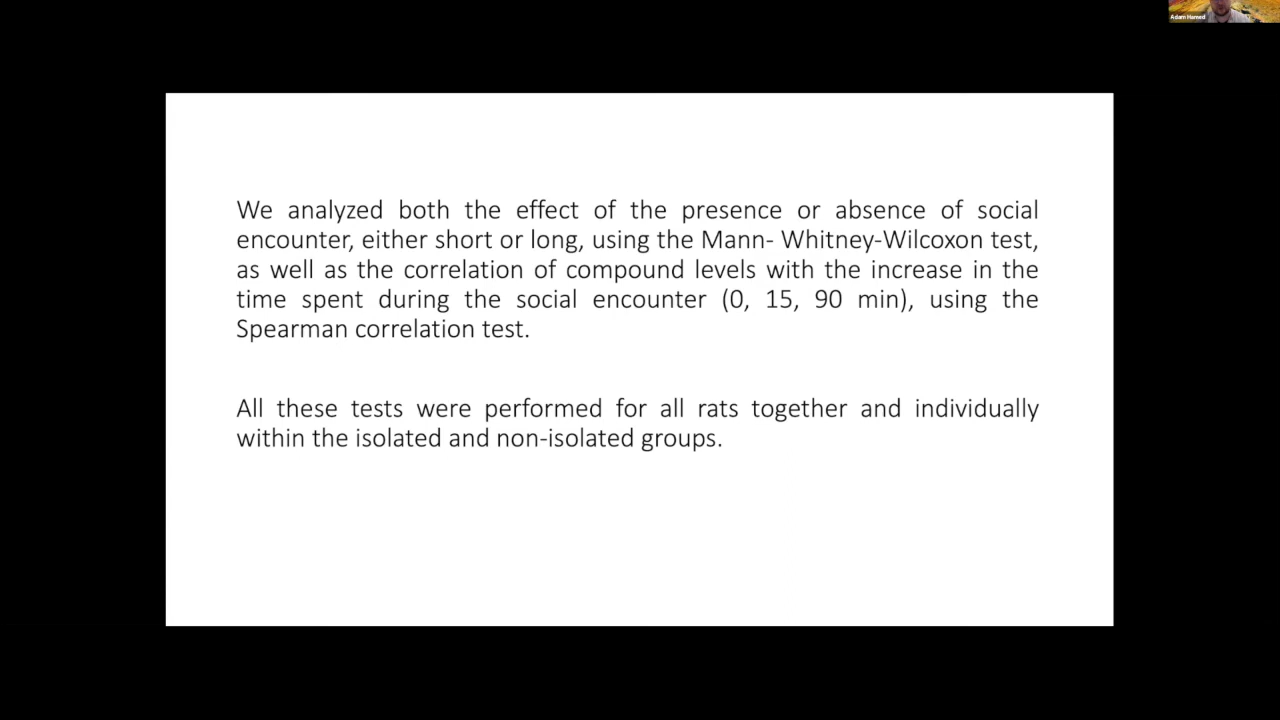 Adam Hamed
We analyzed both the effect of the presence or absence of social
encounter, either short or long, using the Mann- Whitney-Wilcoxon test,
as well as the correlation of compound levels with the increase in the
time spent during the social encounter (0, 15, 90 min), using the
Spearman correlation test.
All these tests were performed for all rats together and individually
within the isolated and non-isolated groups.